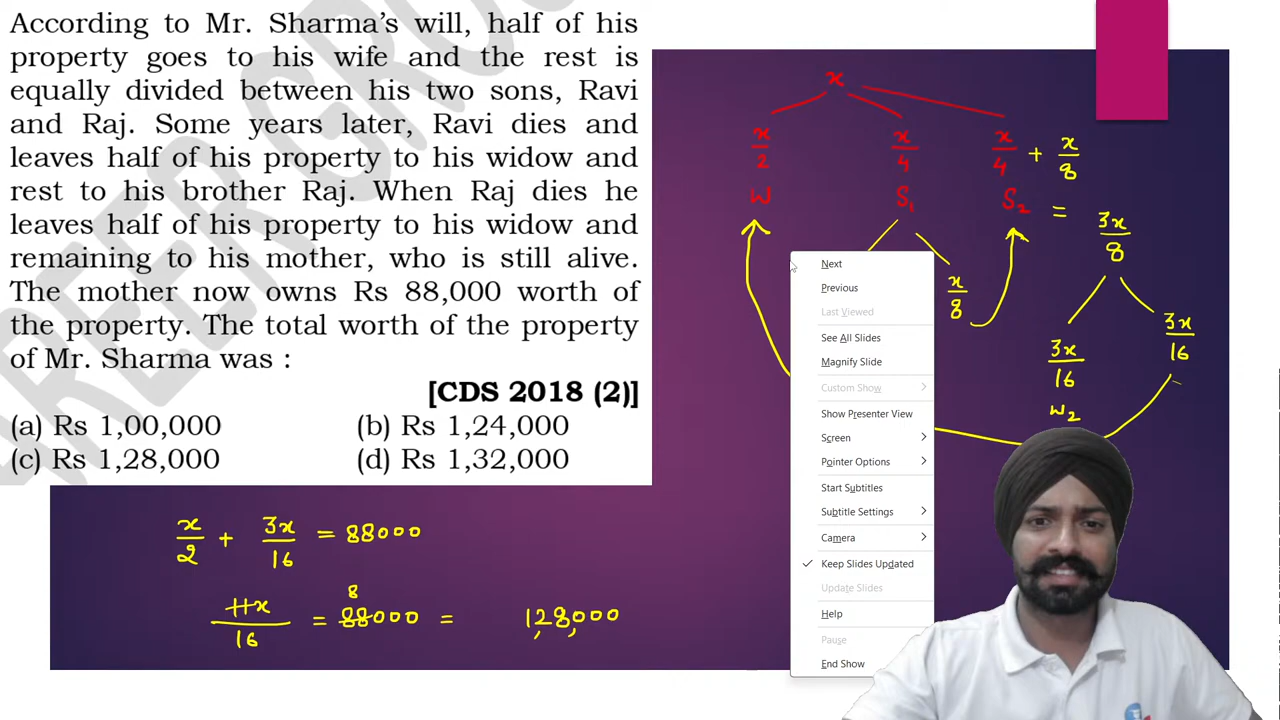 According to Mr. Sharma's will, half of his
property goes to his wife and the rest is
equally divided between his two sons, Ravi
and Raj. Some years later, Ravi dies and
leaves half of his property to his widow and
rest to his brother Raj. When Raj dies he
leaves half of his property to his widow and
remaining to his mother, who is still alive.
The mother now owns Rs 88,000 worth of
the property. The total worth of the property
of Mr. Sharma was :
[CDS 2018 (2)]
(a) Rs 1,00,000 (b) Rs 1,24,000
(c) Rs 1,28,000 (d) Rs 1,32,000
x
x/2 x/4 x/4 + x/8
W S₁ S₂ = 3x/8
x/8
3x/16 3x/16
W₂
Next
Previous
Last Viewed
See All Slides
Magnify Slide
Custom Show
Show Presenter View
Screen
Pointer Options
Start Subtitles
Subtitle Settings
Camera
Keep Slides Updated
Update Slides
Help
Pause
End Show
x/2 + 3x/16 = 88000
8
11x/16 = 88000 = 1,28,000